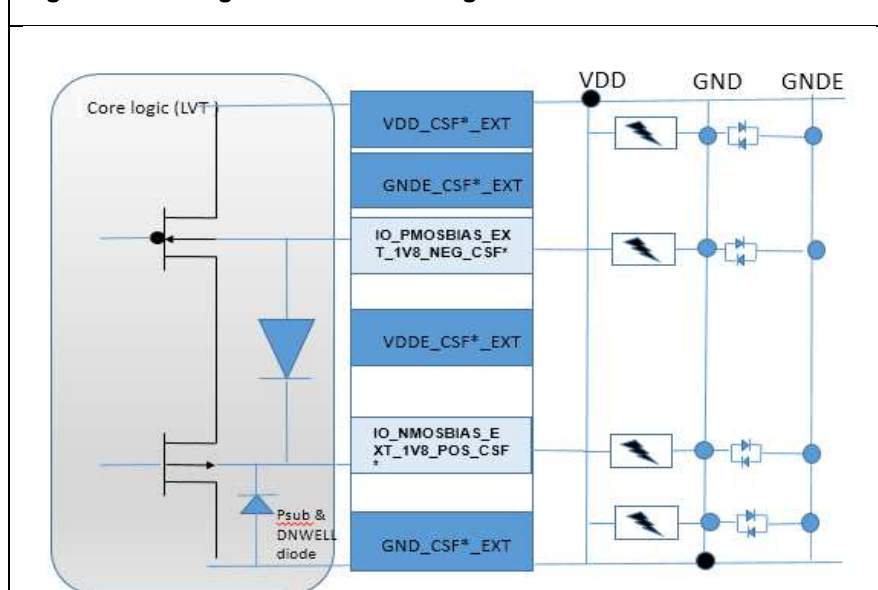 VDD GND GNDE
Core logic (LVT)
VDD_CSF*_EXT
GNDE_CSF*_EXT
IO_PMOSBIAS_EX
T_1V8_NEG_CSF*
VDDE_CSF*_EXT
IO_NMOSBIAS_E
XT_1V8_POS_CSF
*
Psub &
DNWELL
diode
GND_CSF*_EXT